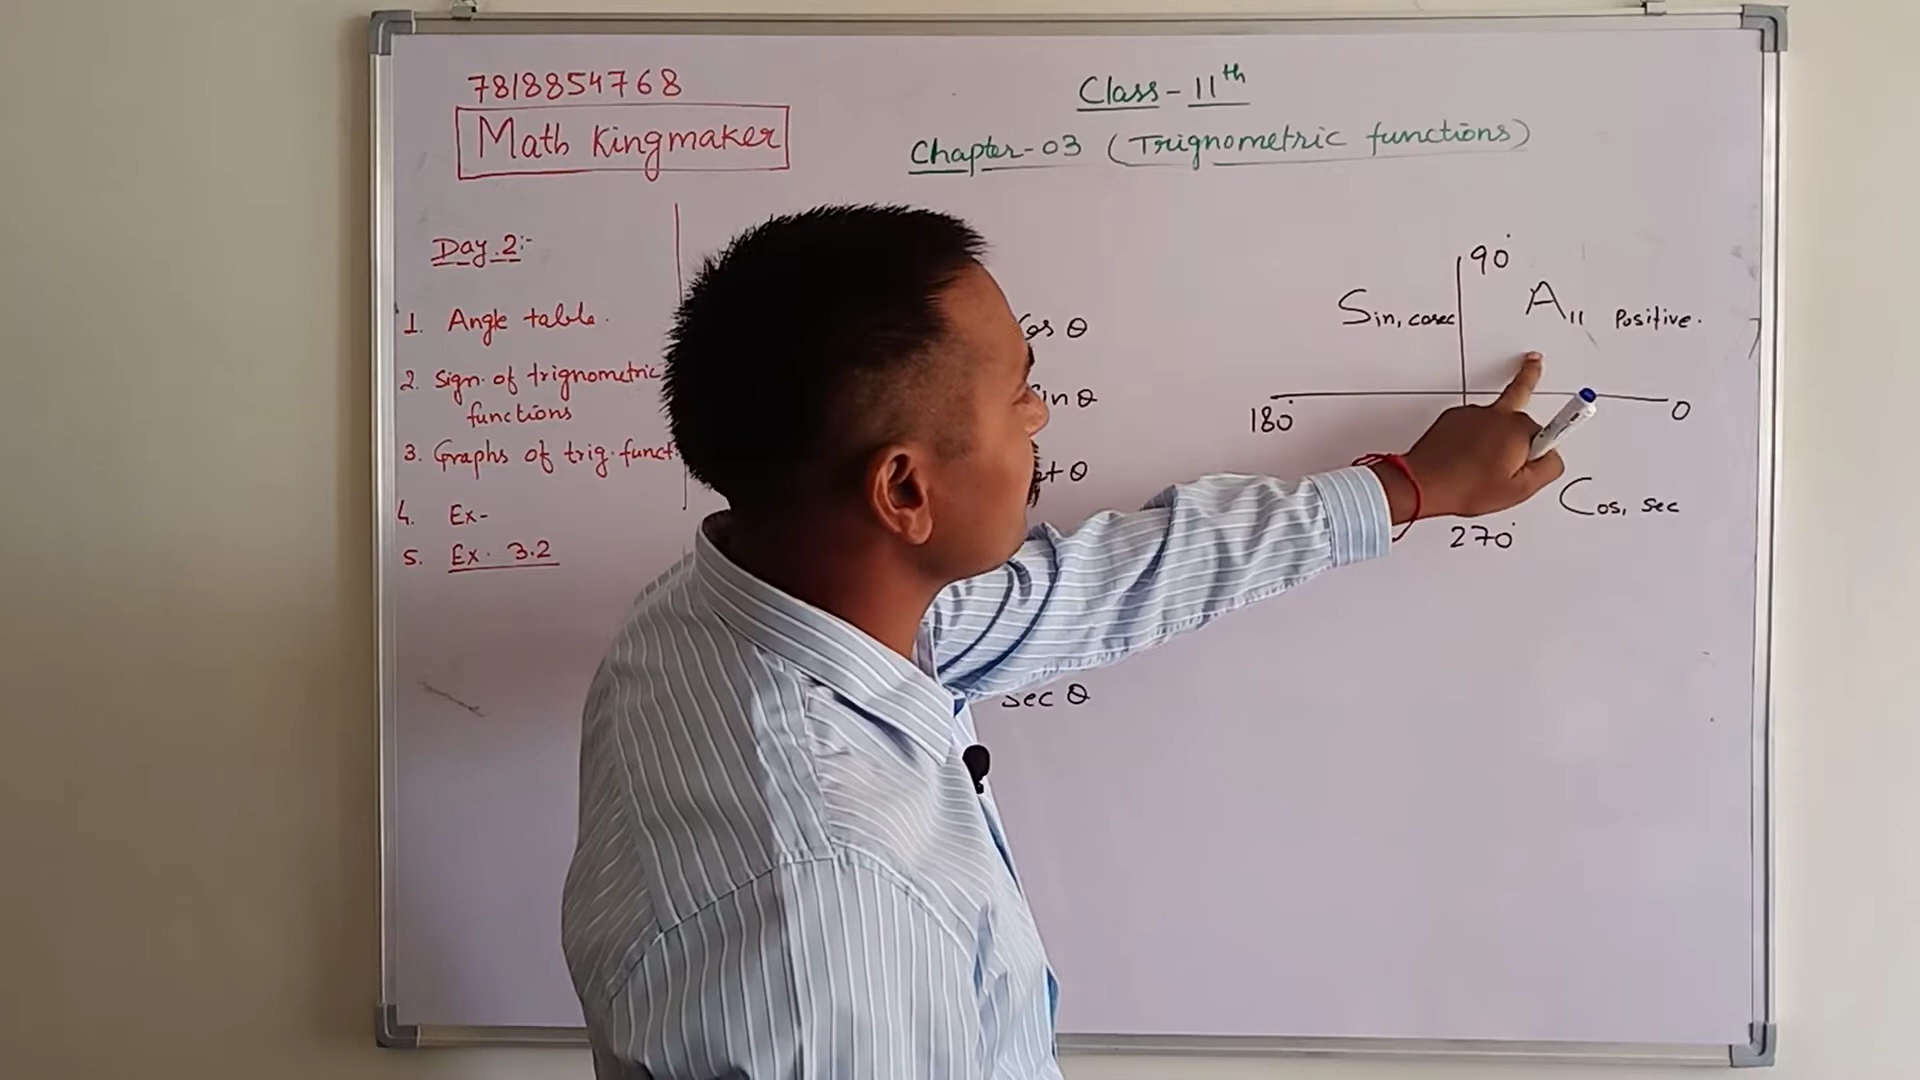 7818854768
Math Kingmaker
Class - 11th
Chapter-03 (Trignometric functions)
Day.2:-
1. Angle table.
2. Sign. of trignometric
functions
3. Graphs of trig. funct
4. Ex-
5. Ex. 3.2
θ
θ
θ
sec θ
90°
Sin, cosec
All Positive.
180°
0
Cos, sec
270°